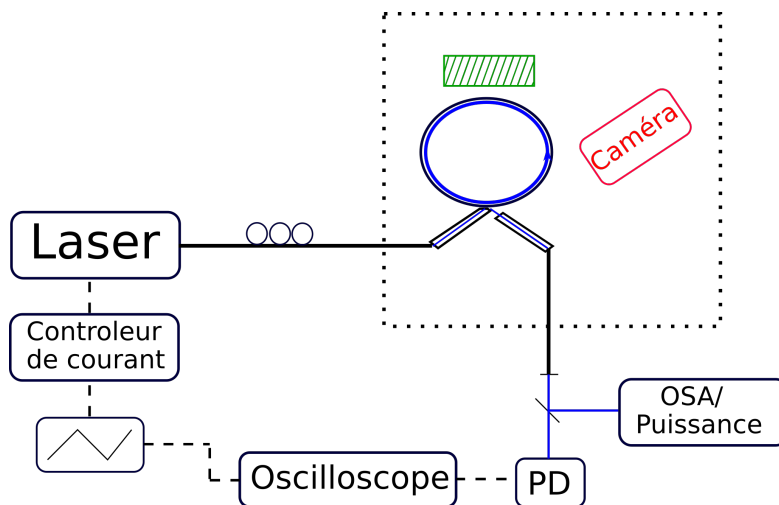 Caméra
Laser
Controleur
de courant
OSA/
Puissance
Oscilloscope
PD